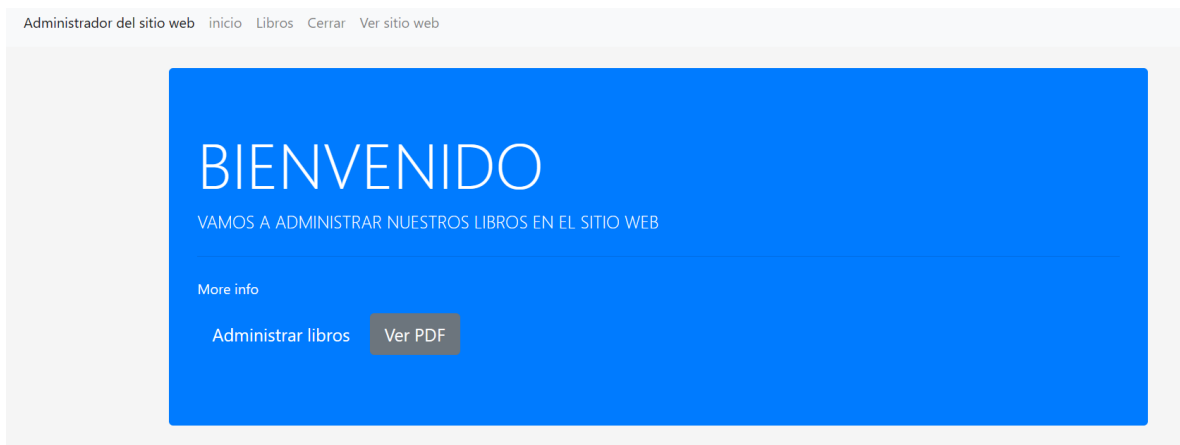 Administrador del sitio web inicio Libros Cerrar Ver sitio web
BIENVENIDO
VAMOS A ADMINISTRAR NUESTROS LIBROS EN EL SITIO WEB
More info
Administrar libros Ver PDF